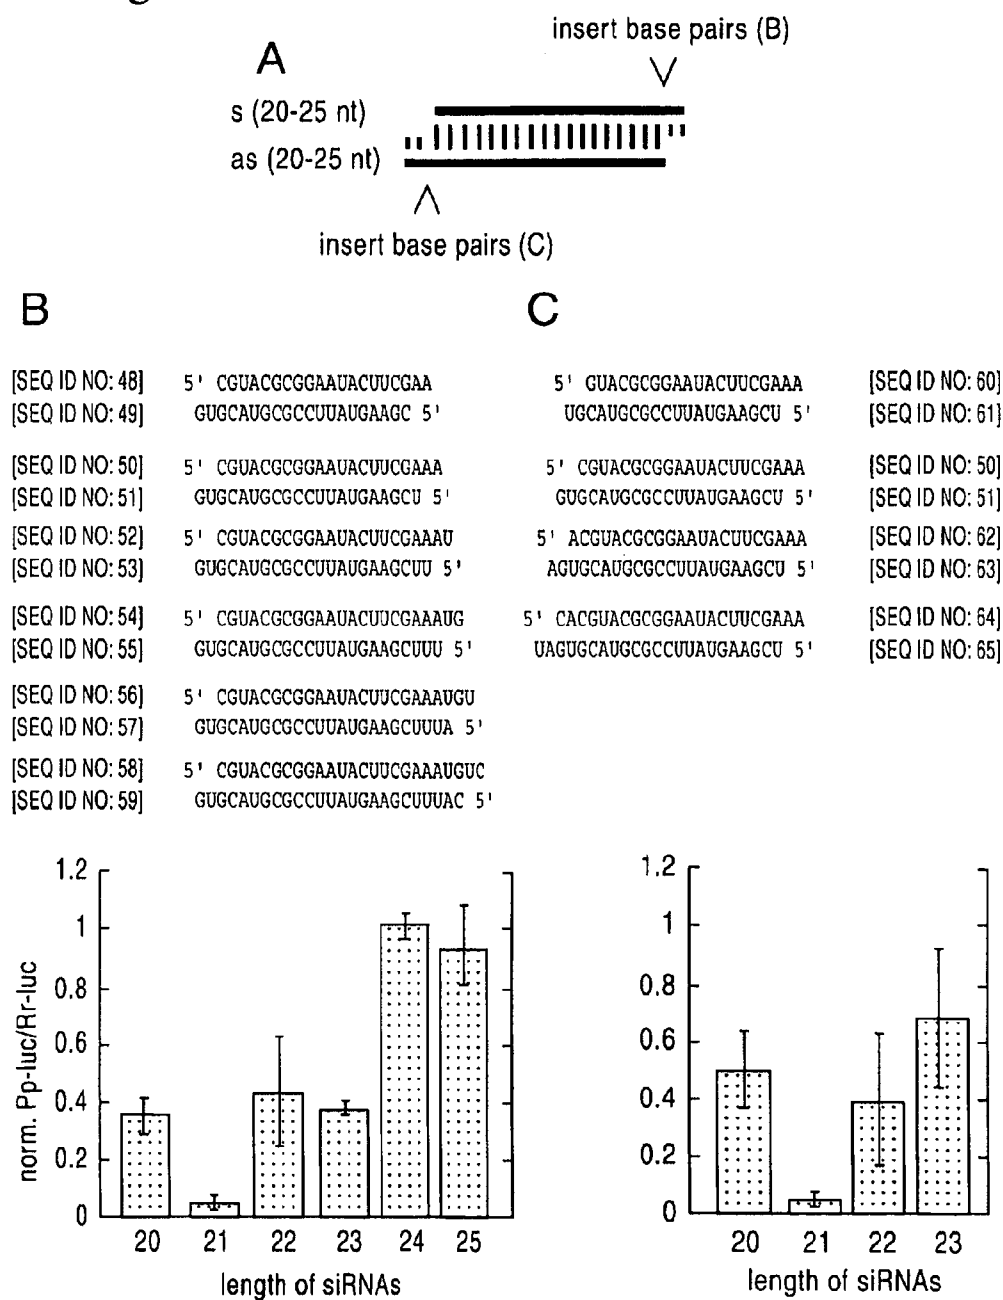 insert base pairs (B)
A
s (20-25 nt)
as (20-25 nt)
insert base pairs (C)
B
[SEQ ID NO: 48] 5' CGUACGCGGAAUACUUCGAA
[SEQ ID NO: 49] GUGCAUGCGCCUUAUGAAGC 5'
[SEQ ID NO: 50] 5' CGUACGCGGAAUACUUCGAAA
[SEQ ID NO: 51] GUGCAUGCGCCUUAUGAAGCU 5'
[SEQ ID NO: 52] 5' CGUACGCGGAAUACUUCGAAAU
[SEQ ID NO: 53] GUGCAUGCGCCUUAUGAAGCUU 5'
[SEQ ID NO: 54] 5' CGUACGCGGAAUACUUCGAAAUG
[SEQ ID NO: 55] GUGCAUGCGCCUUAUGAAGCUUU 5'
[SEQ ID NO: 56] 5' CGUACGCGGAAUACUUCGAAAUGU
[SEQ ID NO: 57] GUGCAUGCGCCUUAUGAAGCUUUA 5'
[SEQ ID NO: 58] 5' CGUACGCGGAAUACUUCGAAAUGUC
[SEQ ID NO: 59] GUGCAUGCGCCUUAUGAAGCUUUAC 5'
C
5' GUACGCGGAAUACUUCGAAA [SEQ ID NO: 60]
UGCAUGCGCCUUAUGAAGCU 5' [SEQ ID NO: 61]
5' CGUACGCGGAAUACUUCGAAA [SEQ ID NO: 50]
GUGCAUGCGCCUUAUGAAGCU 5' [SEQ ID NO: 51]
5' ACGUACGCGGAAUACUUCGAAA [SEQ ID NO: 62]
AGUGCAUGCGCCUUAUGAAGCU 5' [SEQ ID NO: 63]
5' CACGUACGCGGAAUACUUCGAAA [SEQ ID NO: 64]
UAGUGCAUGCGCCUUAUGAAGCU 5' [SEQ ID NO: 65]
norm. Pp-luc/Rr-luc
1.2
1
0.8
0.6
0.4
0.2
0
20 21 22 23 24 25
length of siRNAs
1.2
1
0.8
0.6
0.4
0.2
0
20 21 22 23
length of siRNAs